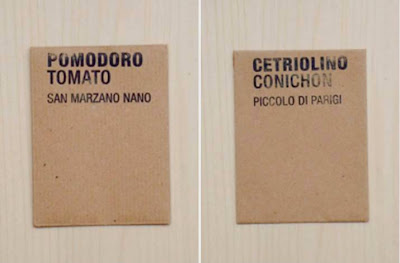 POMODORO
TOMATO
SAN MARZANO NANO
CETRIOLINO
CONICHON
PICCOLO DI PARIGI